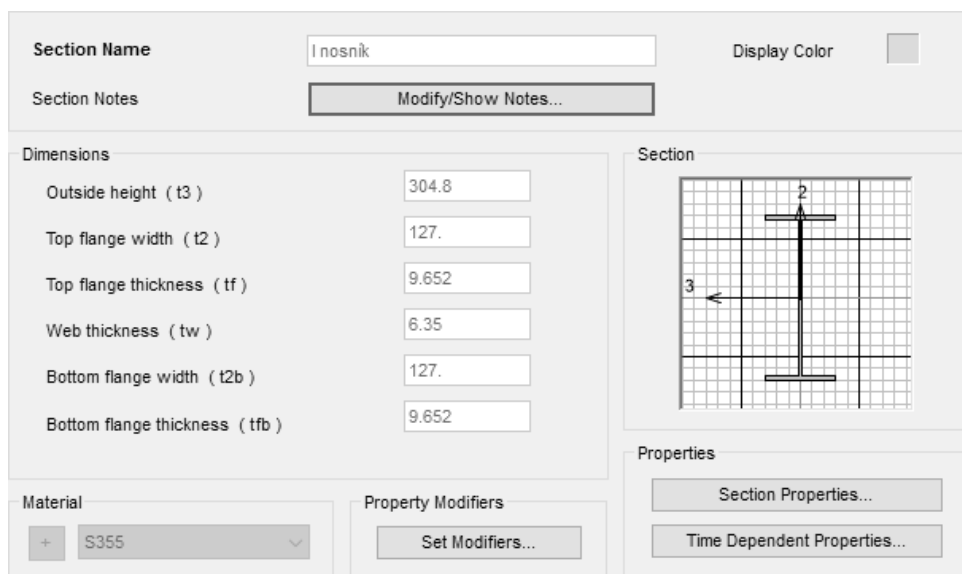 Section Name
I nosník
Display Color
Section Notes
Modify/Show Notes...
Dimensions
Outside height ( t3 )
304.8
Top flange width ( t2 )
127.
Top flange thickness ( tf )
9.652
Web thickness ( tw )
6.35
Bottom flange width ( t2b )
127.
Bottom flange thickness ( tfb )
9.652
Section
2
3
Properties
Section Properties...
Time Dependent Properties...
Material
+
S355
Property Modifiers
Set Modifiers...